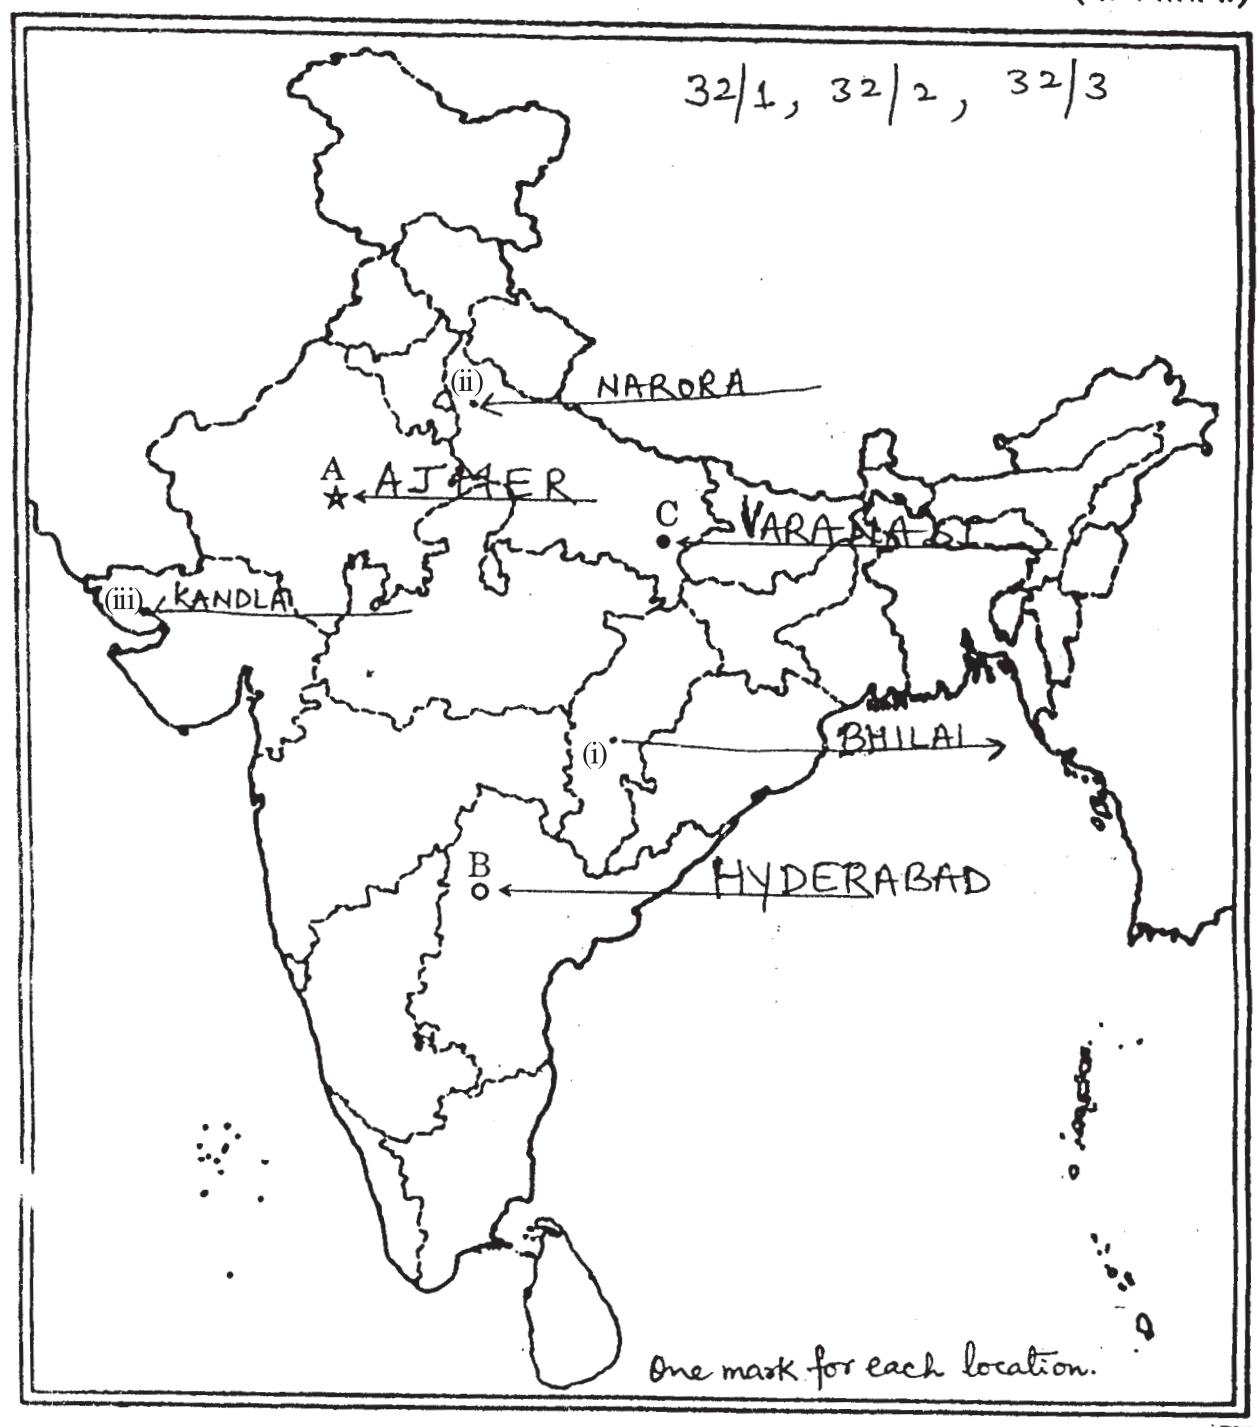 32/1, 32/2, 32/3
(ii) NARORA
A AJMER
C VARANASI
(iii) KANDLA
(i) BHILAI
B HYDERABAD
One mark for each location.